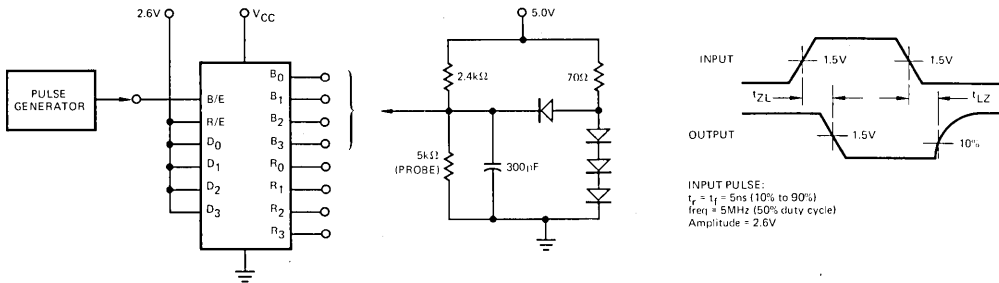 2.6V
VCC
PULSE
GENERATOR
B/E
R/E
D0
D1
D2
D3
B0
B1
B2
B3
R0
R1
R2
R3
5.0V
2.4kΩ
70Ω
5kΩ
(PROBE)
300pF
INPUT
1.5V
1.5V
tZL
tLZ
OUTPUT
1.5V
10%
INPUT PULSE:
tr = tf = 5ns (10% to 90%)
freq = 5MHz (50% duty cycle)
Amplitude = 2.6V